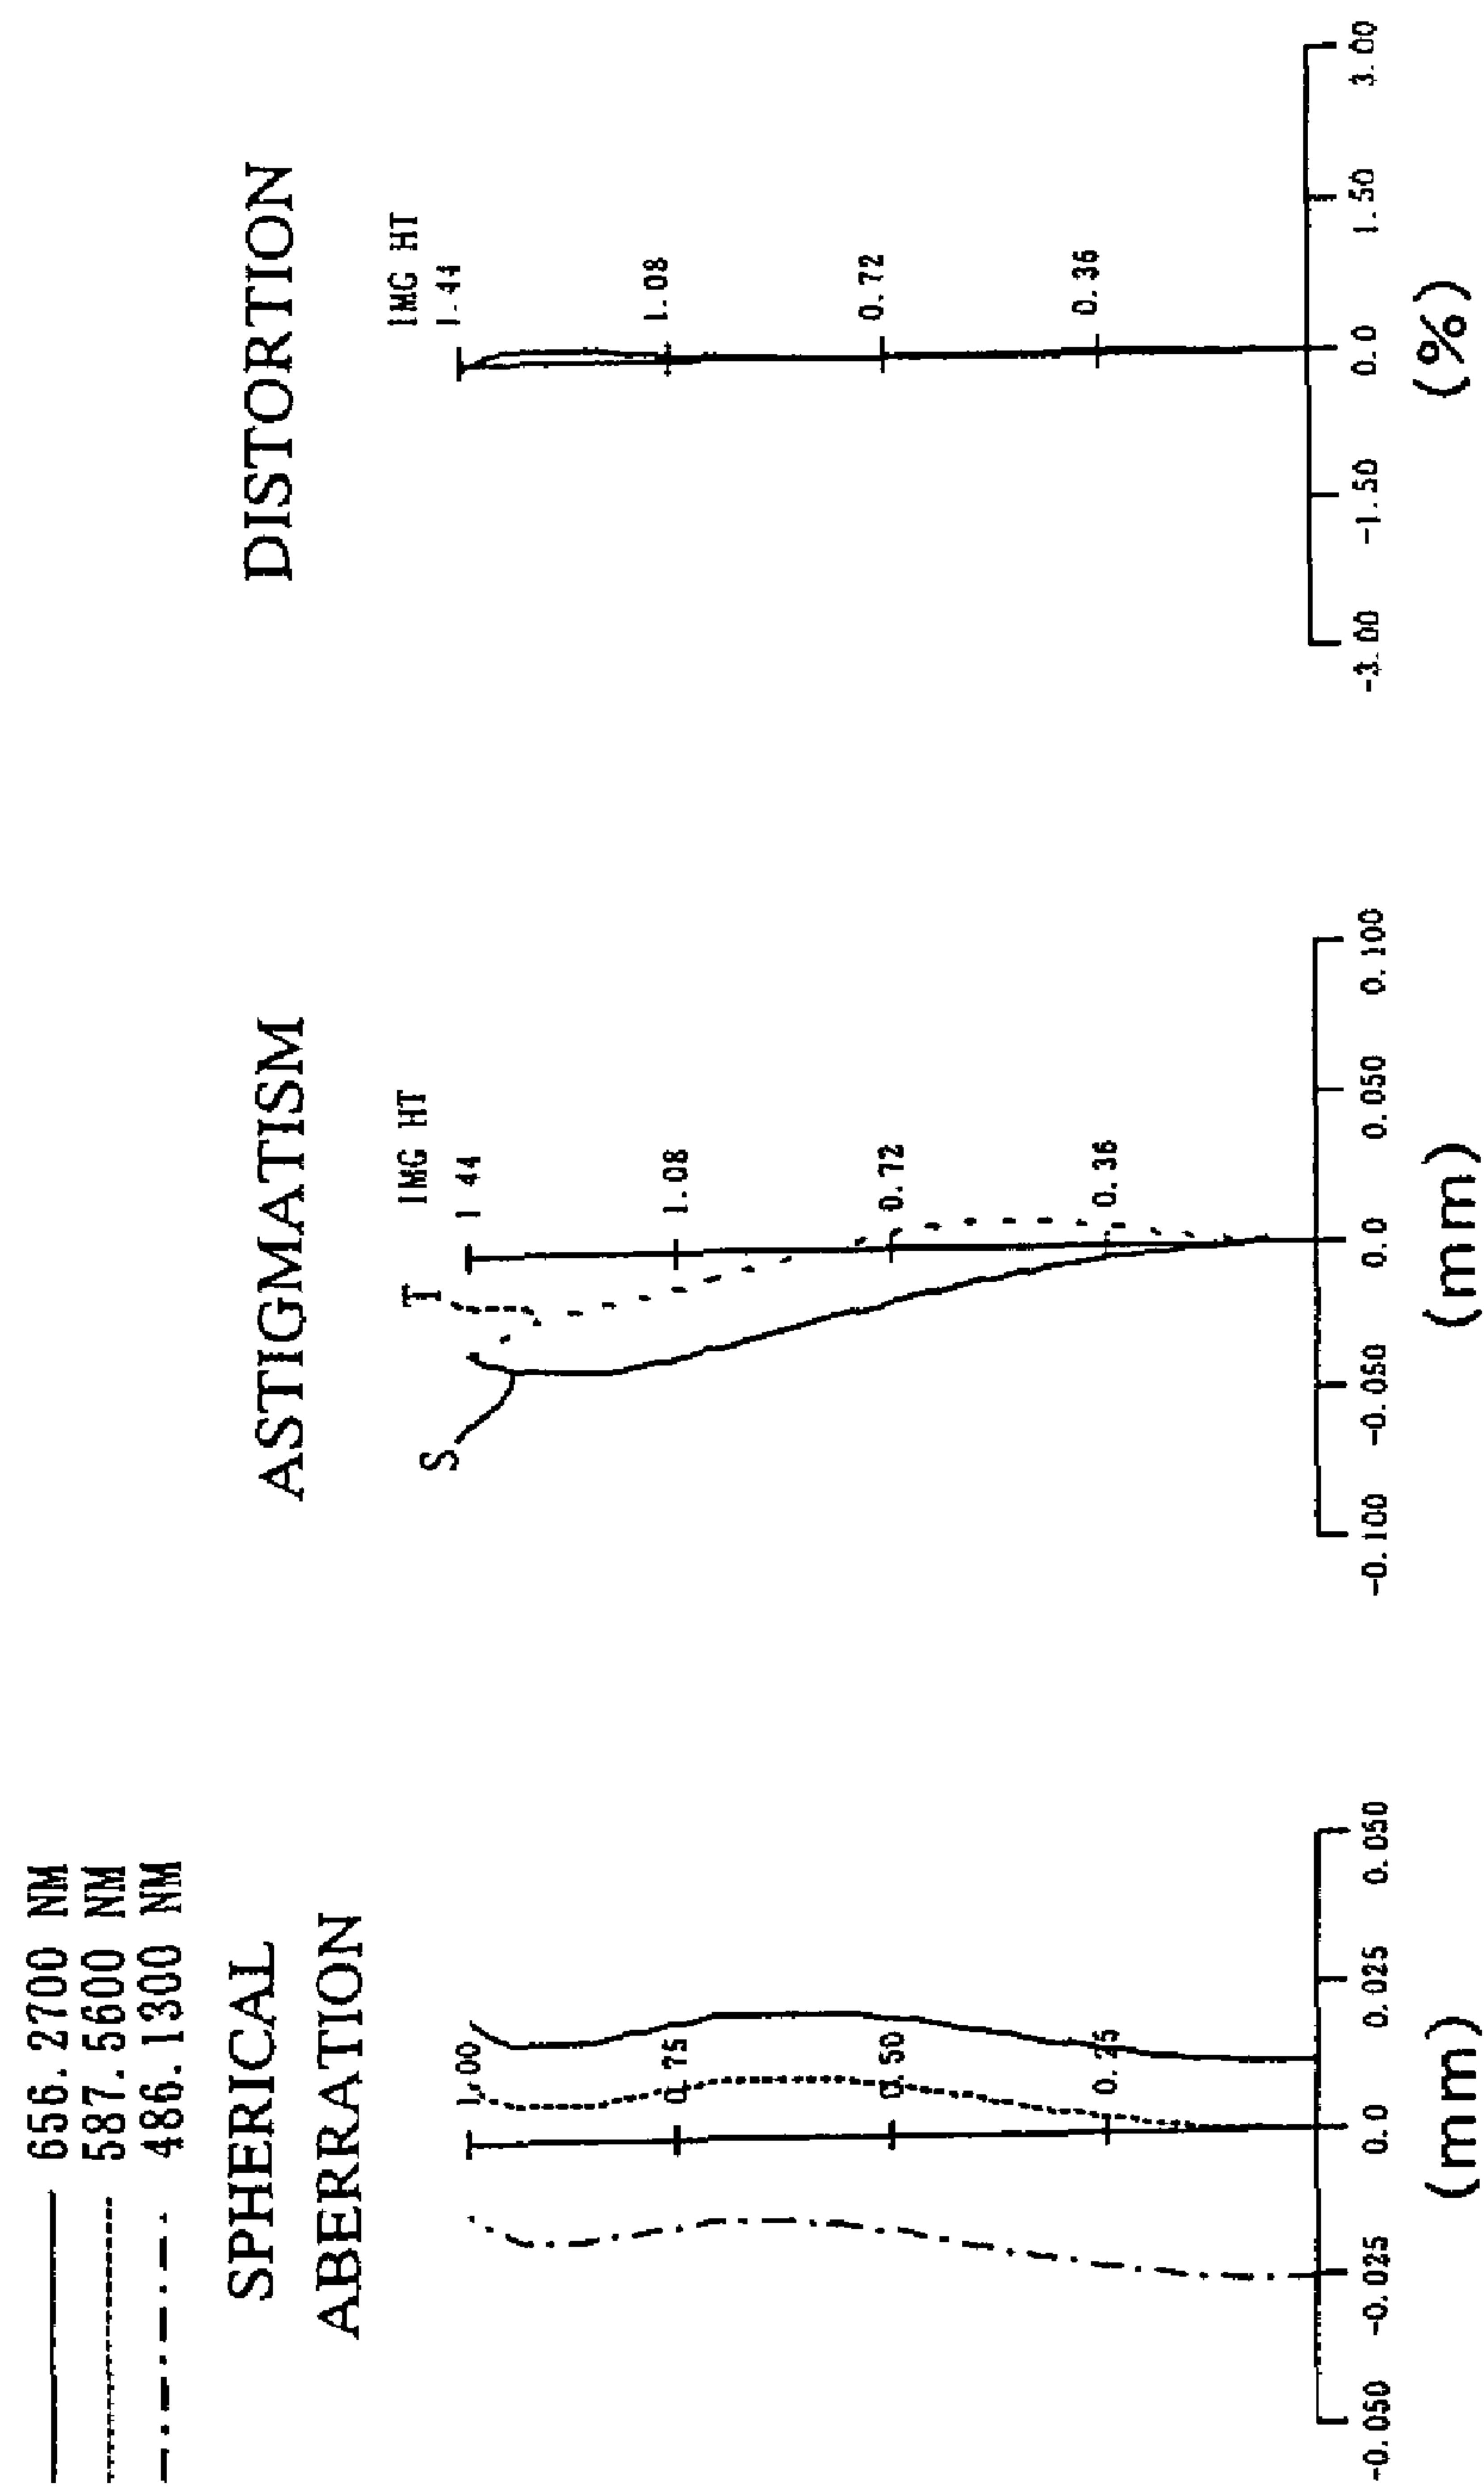 656.2700 NM
587.5600 NM
486.1300 NM
SPHERICAL
ABERRATION
1.00
0.75
0.50
0.25
-0.050 -0.025 0.0 0.025 0.050
(mm)
ASTIGMATISM
IMG HT
S
T
1.44
1.08
0.72
0.36
-0.100 -0.050 0.0 0.050 0.100
(mm)
DISTORTION
IMG HT
1.44
1.08
0.72
0.36
-3.00 -1.50 0.0 1.50 3.00
(%)